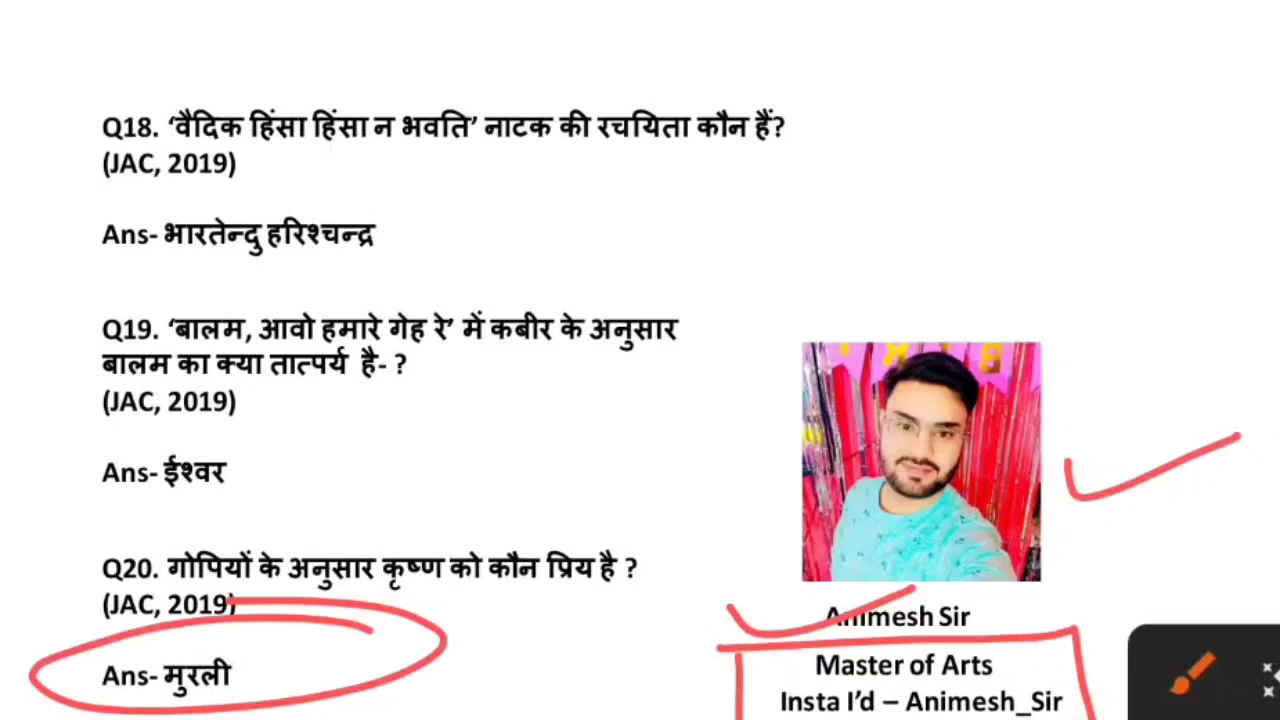 Q18. ‘वैदिक हिंसा हिंसा न भवति’ नाटक की रचयिता कौन हैं?
(JAC, 2019)
Ans- भारतेन्दु हरिश्चन्द्र
Q19. ‘बालम, आवो हमारे गेह रे’ में कबीर के अनुसार
बालम का क्या तात्पर्य है- ?
(JAC, 2019)
Ans- ईश्वर
Q20. गोपियों के अनुसार कृष्ण को कौन प्रिय है ?
(JAC, 2019)
Ans- मुरली
Animesh Sir
Master of Arts
Insta I’d – Animesh_Sir